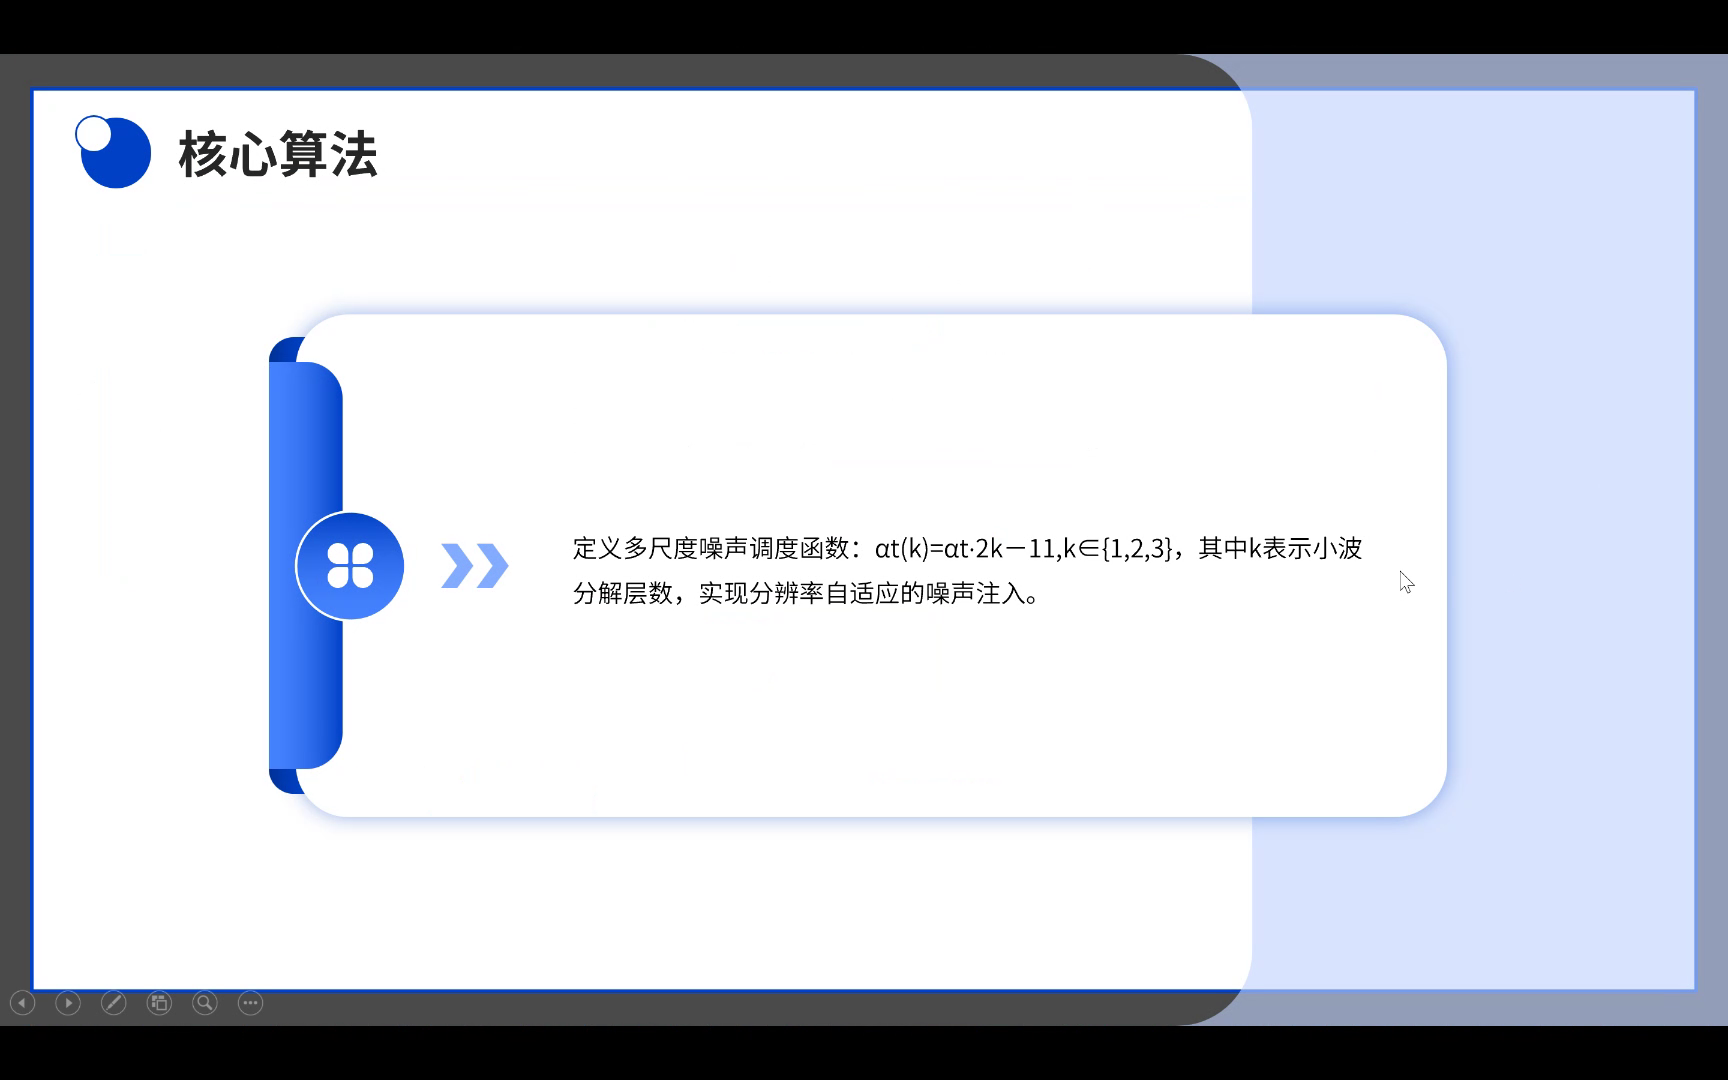 核心算法
定义多尺度噪声调度函数：αt(k)=αt·2k−11,k∈{1,2,3}，其中k表示小波
分解层数，实现分辨率自适应的噪声注入。